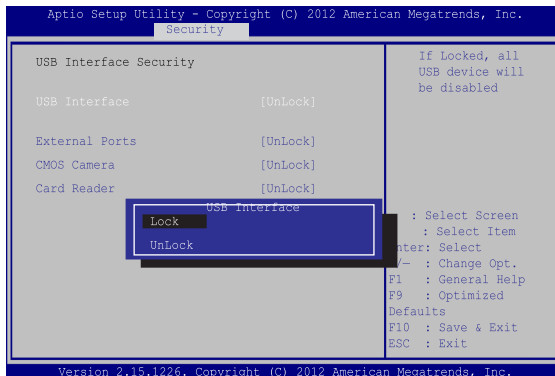 Aptio Setup Utility - Copyright (C) 2012 American Megatrends, Inc.
Security
USB Interface Security
USB Interface [UnLock]
External Ports [UnLock]
CMOS Camera [UnLock]
Card Reader [UnLock]
USB Interface
Lock
UnLock
If Locked, all
USB device will
be disabled
: Select Screen
: Select Item
nter: Select
/— : Change Opt.
F1 : General Help
F9 : Optimized
Defaults
F10 : Save & Exit
ESC : Exit
Version 2.15.1226. Copyright (C) 2012 American Megatrends, Inc.